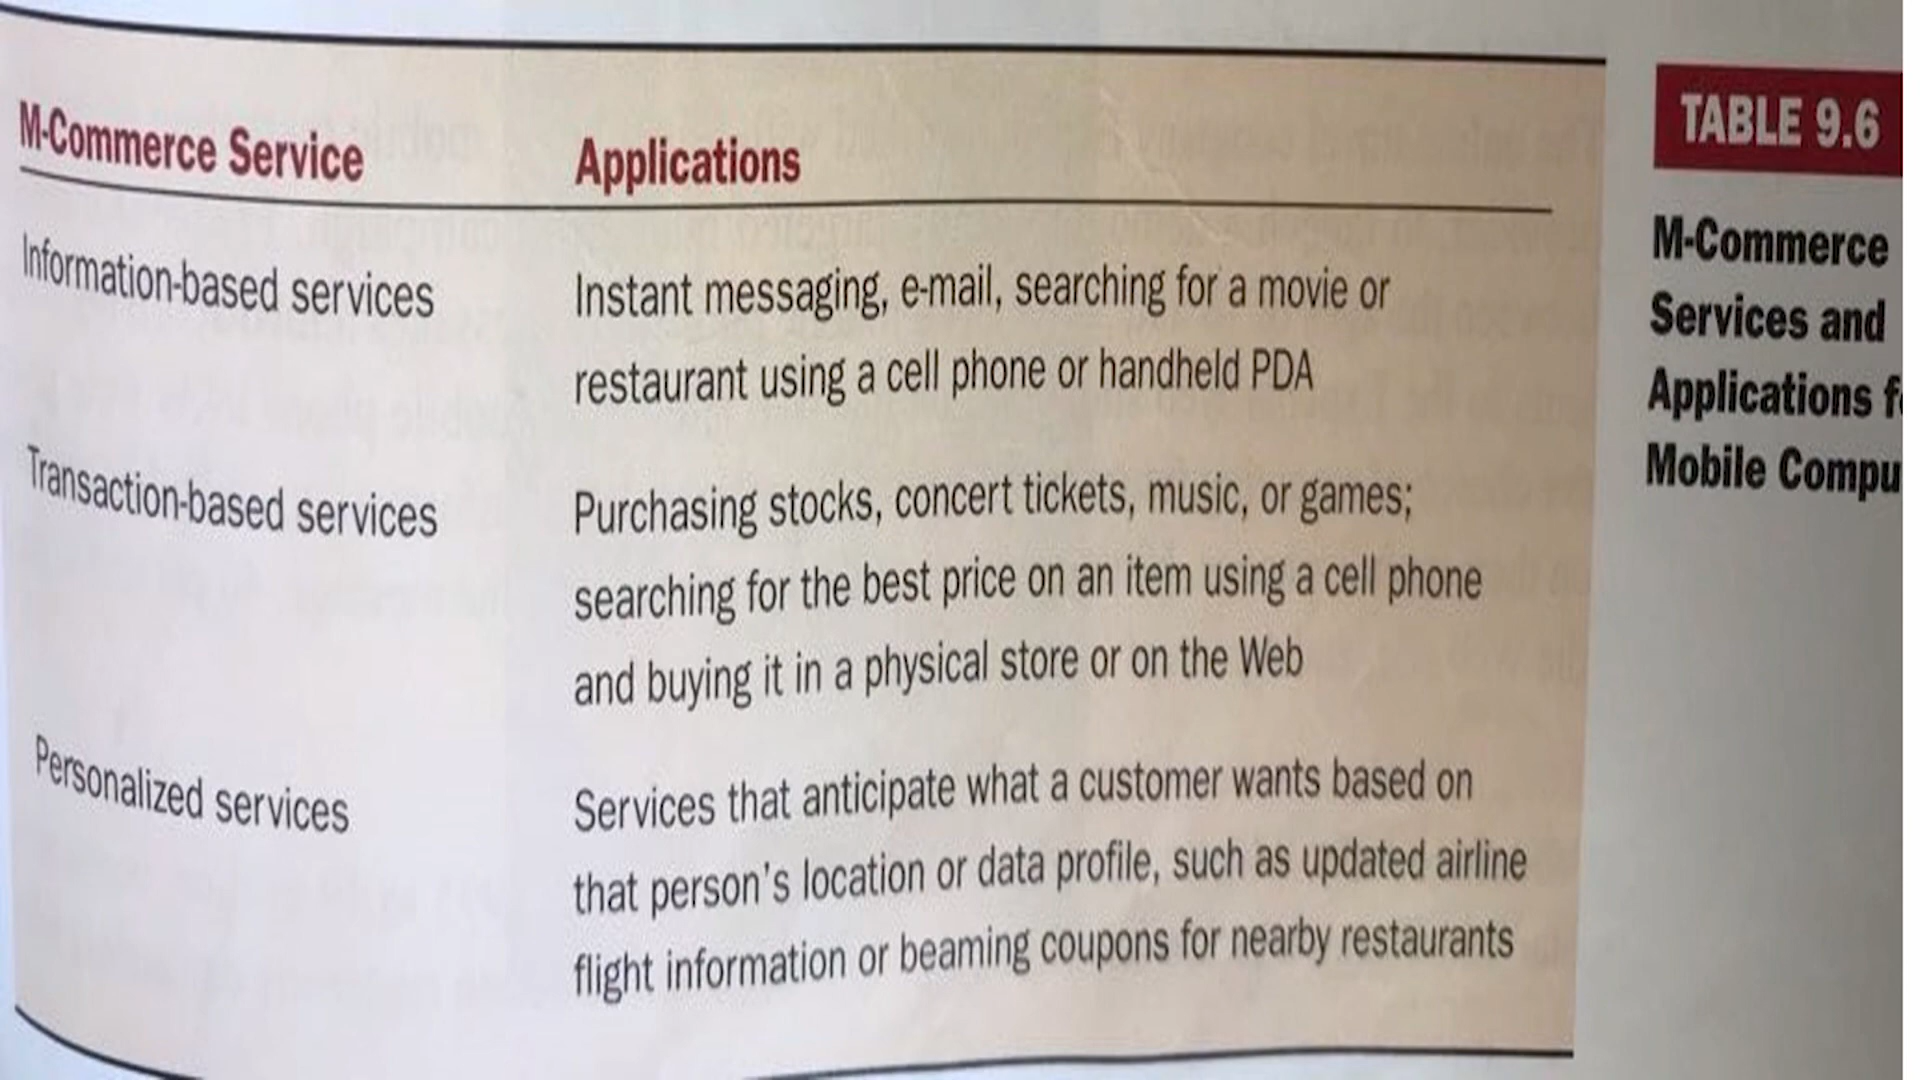 TABLE 9.6
M-Commerce
Services and
Applications
Mobile
M-Commerce Service
Applications
Information-based services
Instant messaging, e-mail, searching for a movie or
restaurant using a cell phone or handheld PDA
Transaction-based services
Purchasing stocks, concert tickets, music, or games;
searching for the best price on an item using a cell phone
and buying it in a physical store or on the Web
Personalized services
Services that anticipate what a customer wants based on
that person's location or data profile, such as updated airline
flight information or beaming coupons for nearby restaurants